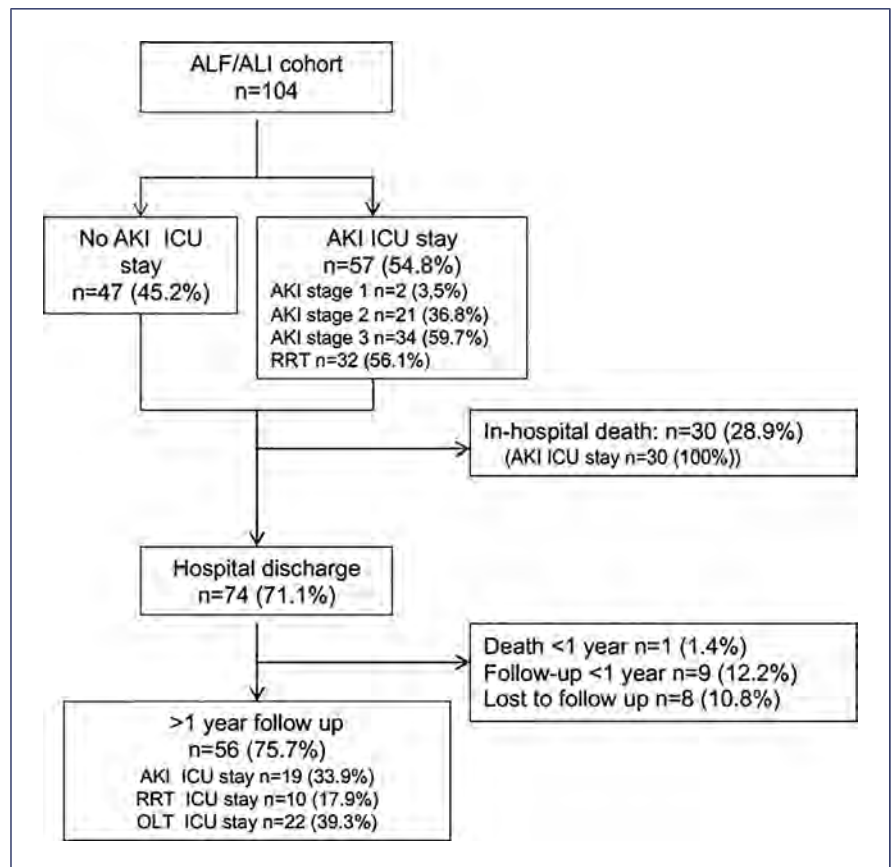 ALF/ALI cohort
n=104
No AKI ICU
stay
n=47 (45.2%)
AKI ICU stay
n=57 (54.8%)
AKI stage 1 n=2 (3,5%)
AKI stage 2 n=21 (36.8%)
AKI stage 3 n=34 (59.7%)
RRT n=32 (56.1%)
In-hospital death: n=30 (28.9%)
(AKI ICU stay n=30 (100%))
Hospital discharge
n=74 (71.1%)
Death <1 year n=1 (1.4%)
Follow-up <1 year n=9 (12.2%)
Lost to follow up n=8 (10.8%)
>1 year follow up
n=56 (75.7%)
AKI ICU stay n=19 (33.9%)
RRT ICU stay n=10 (17.9%)
OLT ICU stay n=22 (39.3%)